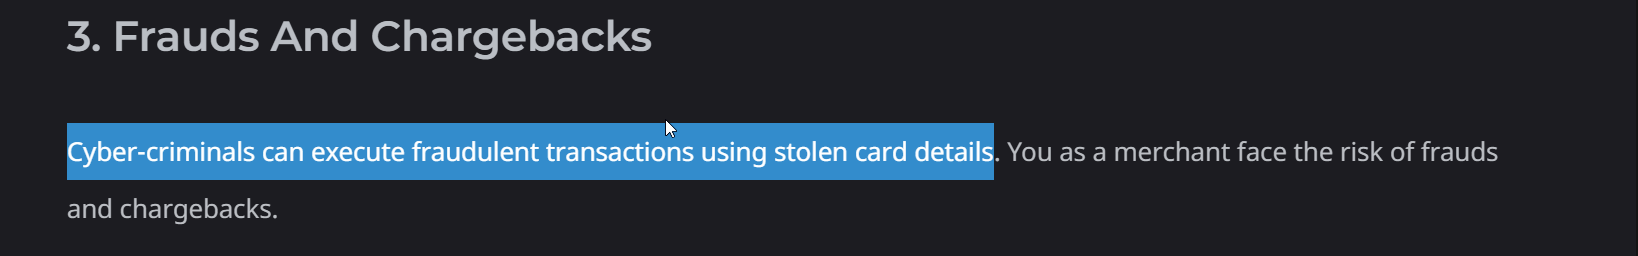 3. Frauds And Chargebacks
Cyber-criminals can execute fraudulent transactions using stolen card details. You as a merchant face the risk of frauds
and chargebacks.